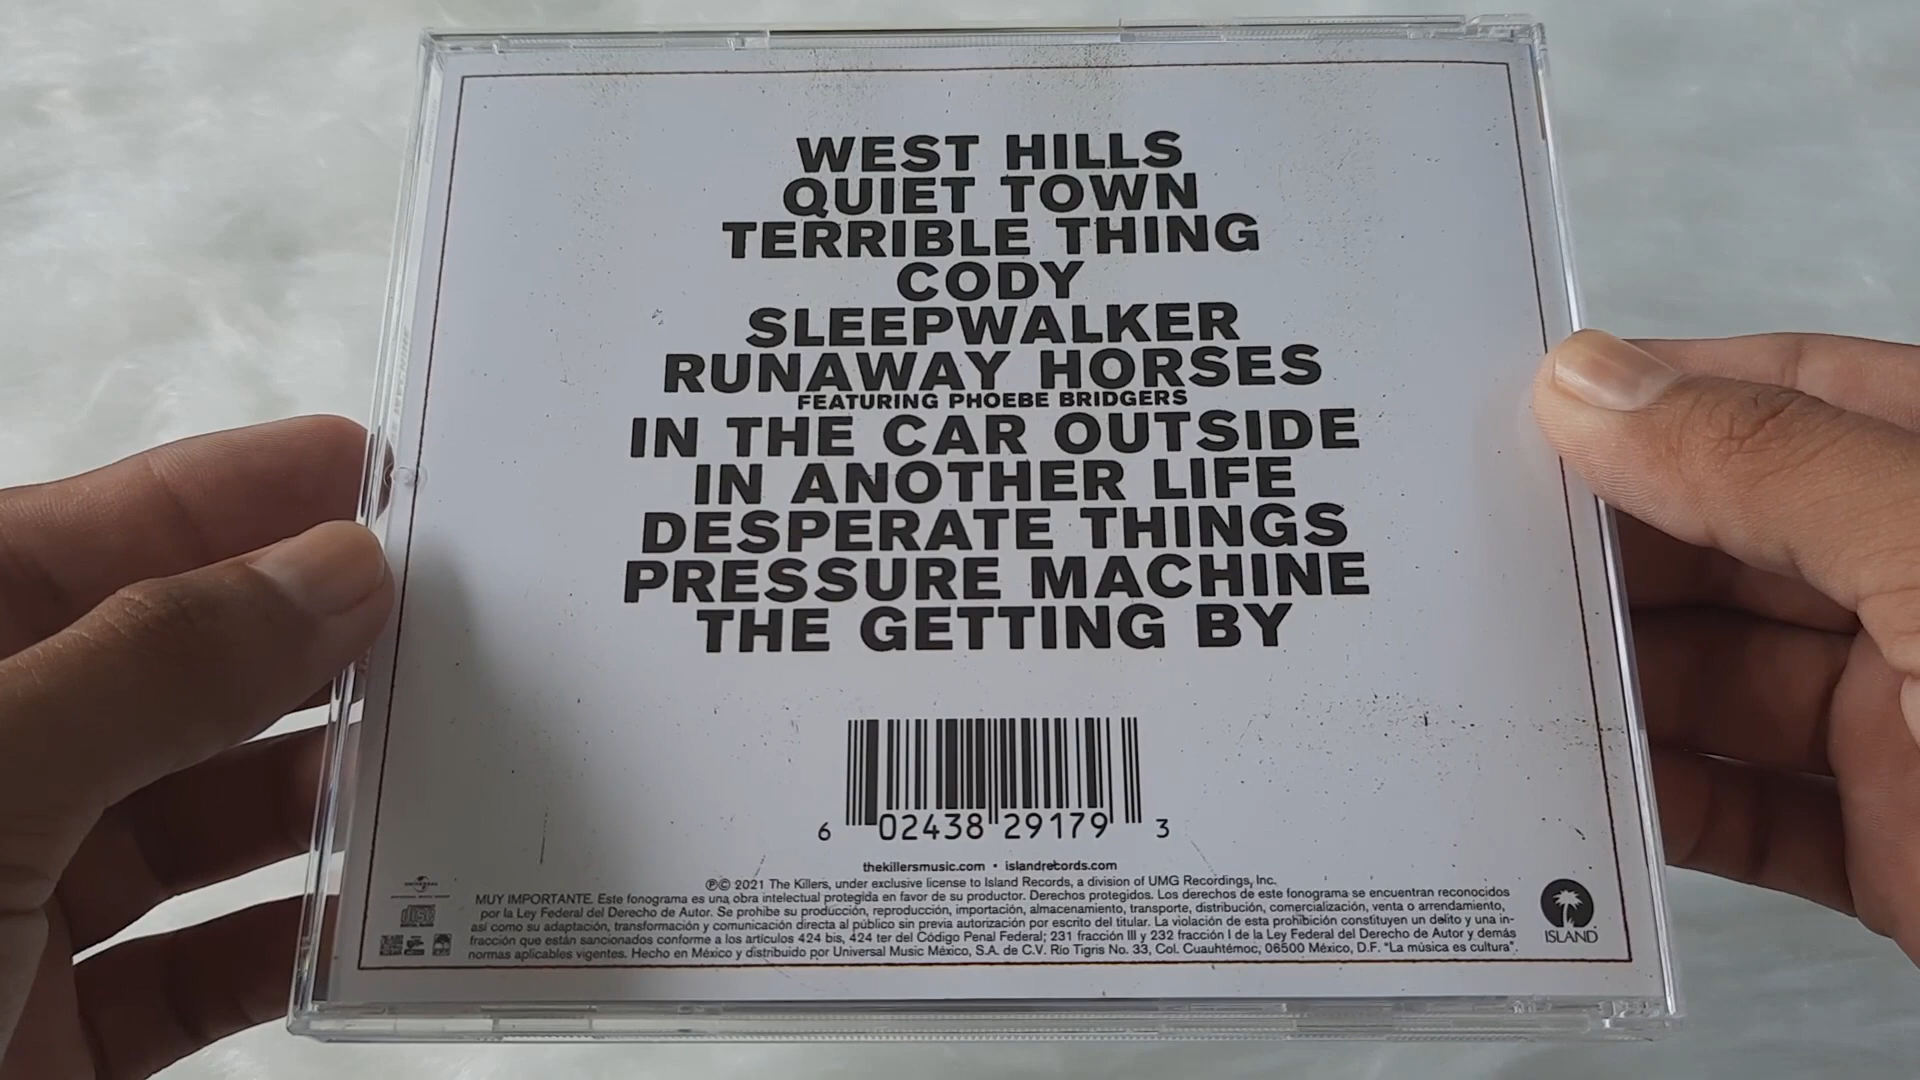 WEST HILLS
QUIET TOWN
TERRIBLE THING
CODY
SLEEPWALKER
RUNAWAY HORSES
FEATURING PHOEBE BRIDGERS
IN THE CAR OUTSIDE
IN ANOTHER LIFE
DESPERATE THINGS
PRESSURE MACHINE
THE GETTING BY
6 02438 29179 3
thekillersmusic.com • islandrecords.com
℗© 2021 The Killers, under exclusive license to Island Records, a division of UMG Recordings, Inc.
MUY IMPORTANTE. Este fonograma es una obra intelectual protegida en favor de su productor. Derechos protegidos. Los derechos de este fonograma se encuentran reconocidos
por la Ley Federal del Derecho de Autor. Se prohibe su producción, reproducción, importación, almacenamiento, transporte, distribución, comercialización, venta o arrendamiento,
así como su adaptación, transformación y comunicación directa al público sin previa autorización por escrito del titular. La violación de esta prohibición constituyen un delito y una in-
fracción que están sancionados conforme a los artículos 424 bis, 424 ter del Código Penal Federal; 231 fracción III y 232 fracción I de la Ley Federal del Derecho de Autor y demás
normas aplicables vigentes. Hecho en México y distribuido por Universal Music México, S.A. de C.V. Río Tigris No. 33, Col. Cuauhtémoc, 06500 México, D.F. "La música es cultura".
UNIVERSAL
disc
ISLAND